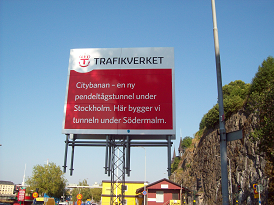 TRAFIKVERKET
Citybanan – en ny
pendeltågstunnel under
Stockholm. Här bygger vi
tunneln under Södermalm.